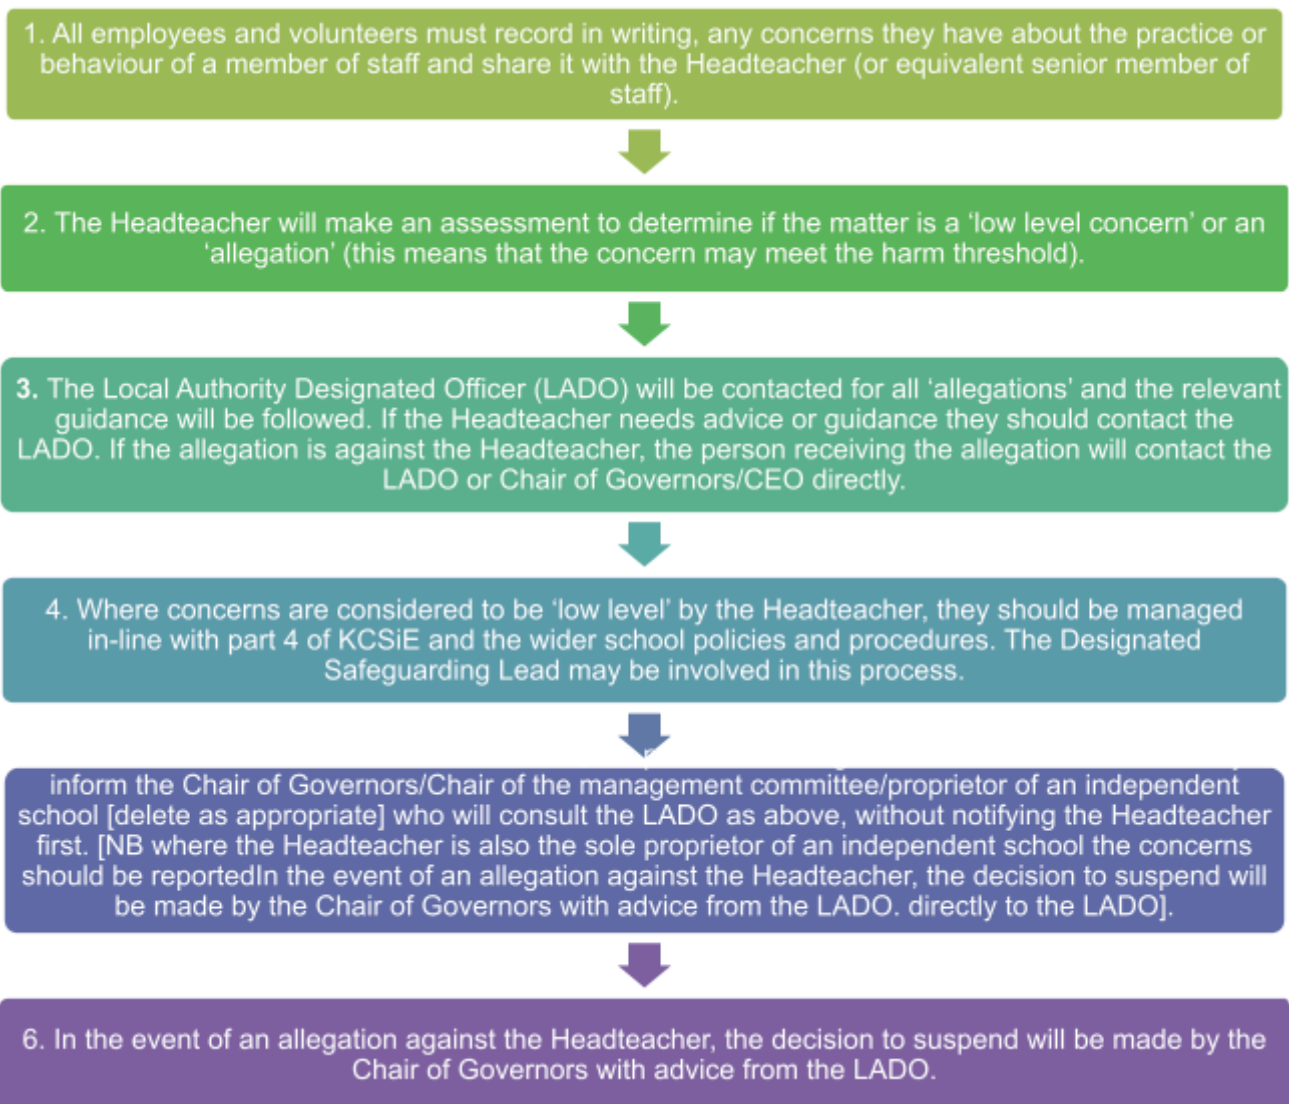 1. All employees and volunteers must record in writing, any concerns they have about the practice or
behaviour of a member of staff and share it with the Headteacher (or equivalent senior member of
staff).
2. The Headteacher will make an assessment to determine if the matter is a ‘low level concern’ or an
‘allegation’ (this means that the concern may meet the harm threshold).
3. The Local Authority Designated Officer (LADO) will be contacted for all ‘allegations’ and the relevant
guidance will be followed. If the Headteacher needs advice or guidance they should contact the
LADO. If the allegation is against the Headteacher, the person receiving the allegation will contact the
LADO or Chair of Governors/CEO directly.
4. Where concerns are considered to be ‘low level’ by the Headteacher, they should be managed
in-line with part 4 of KCSiE and the wider school policies and procedures. The Designated
Safeguarding Lead may be involved in this process.
inform the Chair of Governors/Chair of the management committee/proprietor of an independent
school [delete as appropriate] who will consult the LADO as above, without notifying the Headteacher
first. [NB where the Headteacher is also the sole proprietor of an independent school the concerns
should be reportedIn the event of an allegation against the Headteacher, the decision to suspend will
be made by the Chair of Governors with advice from the LADO. directly to the LADO].
6. In the event of an allegation against the Headteacher, the decision to suspend will be made by the
Chair of Governors with advice from the LADO.